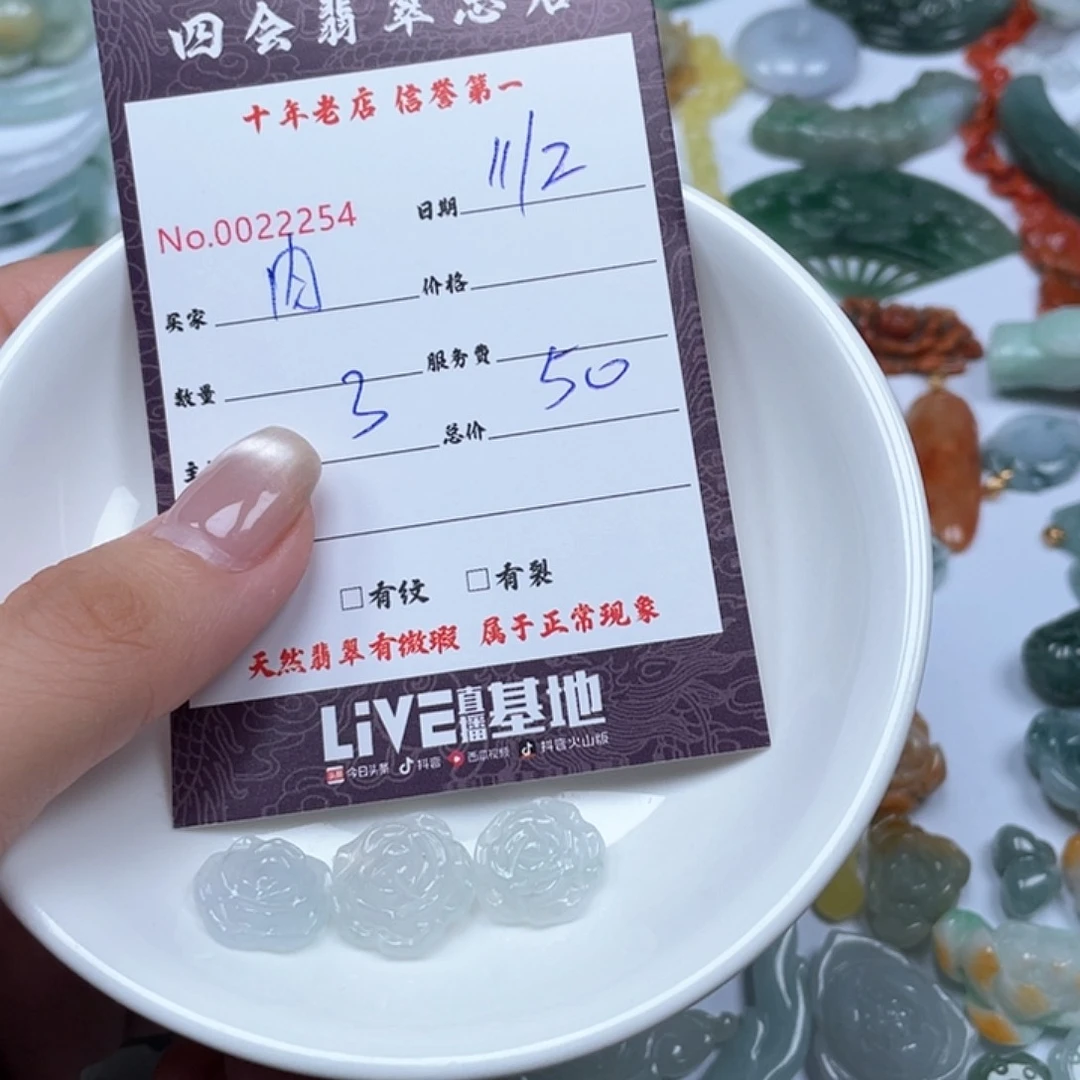 四会翡翠总店
十年老店 信誉第一
No.0022254 日期 11/2
买家 肉 价格
数量 3 服务费 50
总价
□有纹 □有裂
天然翡翠有微瑕 属于正常现象
LiVE直播基地
头条 今日头条 抖音 西瓜视频 抖音火山版